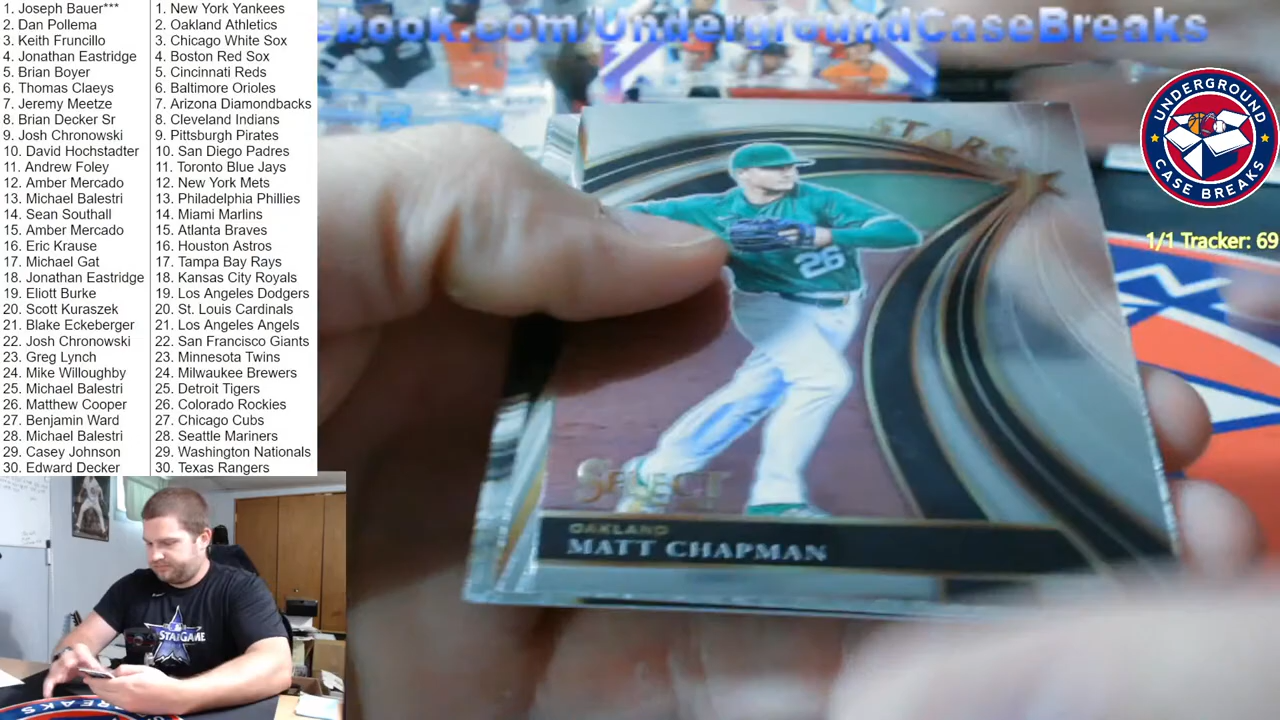 ebook.com/UndergroundCaseBreaks
1. Joseph Bauer***
2. Dan Pollema
3. Keith Fruncillo
4. Jonathan Eastridge
5. Brian Boyer
6. Thomas Claeys
7. Jeremy Meetze
8. Brian Decker Sr
9. Josh Chronowski
10. David Hochstadter
11. Andrew Foley
12. Amber Mercado
13. Michael Balestri
14. Sean Southall
15. Amber Mercado
16. Eric Krause
17. Michael Gat
18. Jonathan Eastridge
19. Eliott Burke
20. Scott Kuraszek
21. Blake Eckeberger
22. Josh Chronowski
23. Greg Lynch
24. Mike Willoughby
25. Michael Balestri
26. Matthew Cooper
27. Benjamin Ward
28. Michael Balestri
29. Casey Johnson
30. Edward Decker
1. New York Yankees
2. Oakland Athletics
3. Chicago White Sox
4. Boston Red Sox
5. Cincinnati Reds
6. Baltimore Orioles
7. Arizona Diamondbacks
8. Cleveland Indians
9. Pittsburgh Pirates
10. San Diego Padres
11. Toronto Blue Jays
12. New York Mets
13. Philadelphia Phillies
14. Miami Marlins
15. Atlanta Braves
16. Houston Astros
17. Tampa Bay Rays
18. Kansas City Royals
19. Los Angeles Dodgers
20. St. Louis Cardinals
21. Los Angeles Angels
22. San Francisco Giants
23. Minnesota Twins
24. Milwaukee Brewers
25. Detroit Tigers
26. Colorado Rockies
27. Chicago Cubs
28. Seattle Mariners
29. Washington Nationals
30. Texas Rangers
UNDERGROUND
CASE BREAKS
1/1 Tracker: 69
STARS
26
SELECT
OAKLAND
MATT CHAPMAN
STARGAME
BREAKS